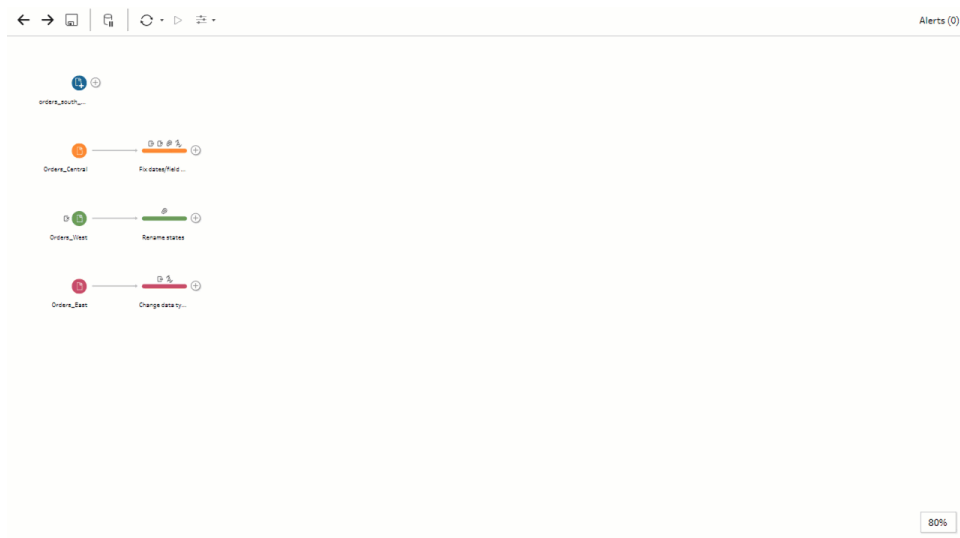 Alerts (0)
orders_south_...
Orders_Central
Fix dates/field ...
Orders_West
Rename states
Orders_East
Change data ty...
80%